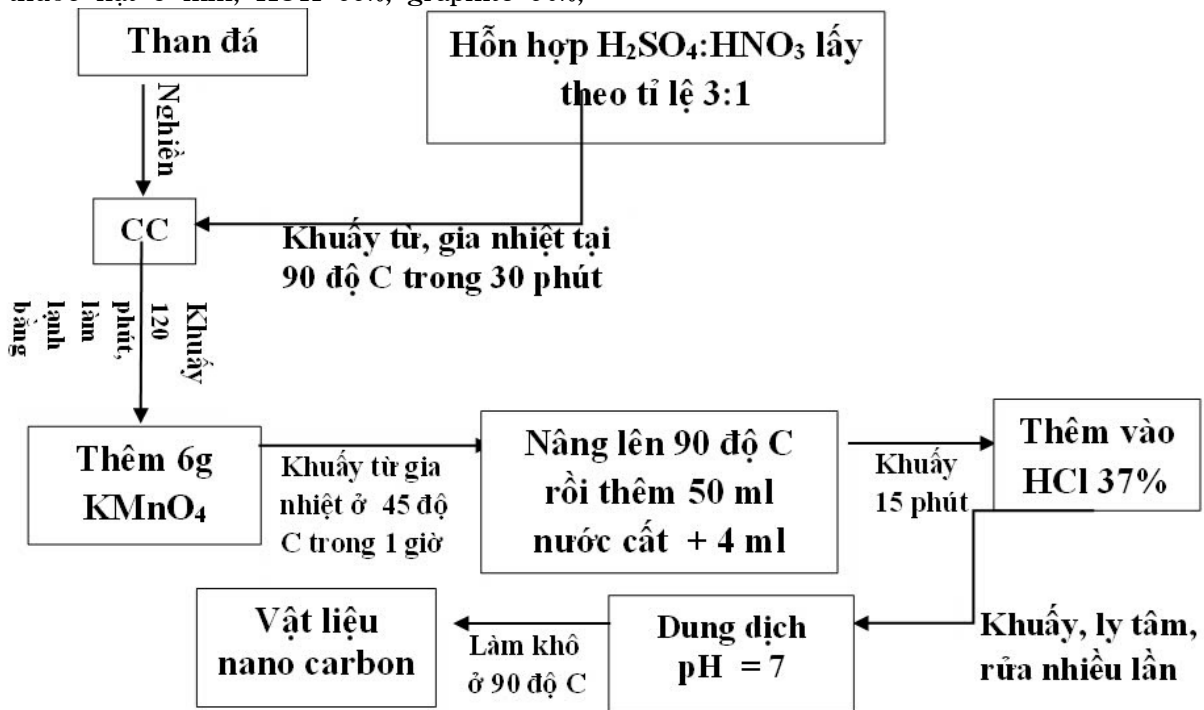 Than đá
Hỗn hợp H₂SO₄:HNO₃ lấy
theo tỉ lệ 3:1
Nghiền
CC
Khuấy từ, gia nhiệt tại
90 độ C trong 30 phút
Khuấy
120
phút,
làm
lạnh
bằng
Thêm 6g
KMnO₄
Khuấy từ gia
nhiệt ở 45 độ
C trong 1 giờ
Nâng lên 90 độ C
rồi thêm 50 ml
nước cất + 4 ml
Khuấy
15 phút
Thêm vào
HCl 37%
Khuấy, ly tâm,
rửa nhiều lần
Dung dịch
pH = 7
Làm khô
ở 90 độ C
Vật liệu
nano carbon